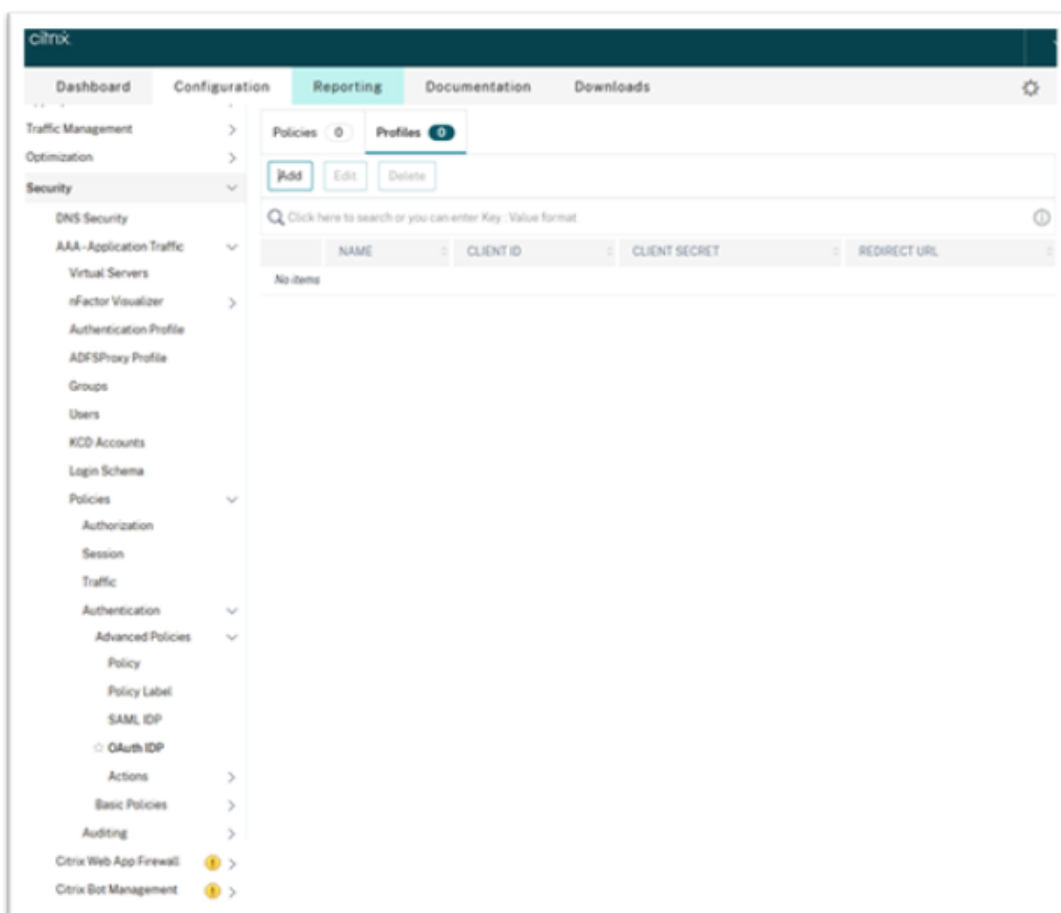 citrix
Dashboard Configuration Reporting Documentation Downloads
Traffic Management
Optimization
Security
DNS Security
AAA-Application Traffic
Virtual Servers
nFactor Visualizer
Authentication Profile
ADFSProxy Profile
Groups
Users
KCD Accounts
Login Schema
Policies
Authorization
Session
Traffic
Authentication
Advanced Policies
Policy
Policy Label
SAML IDP
OAuth IDP
Actions
Basic Policies
Auditing
Citrix Web App Firewall
Citrix Bot Management
Policies 0 Profiles 0
Add Edit Delete
Click here to search or you can enter Key : Value format
NAME CLIENT ID CLIENT SECRET REDIRECT URL
No items